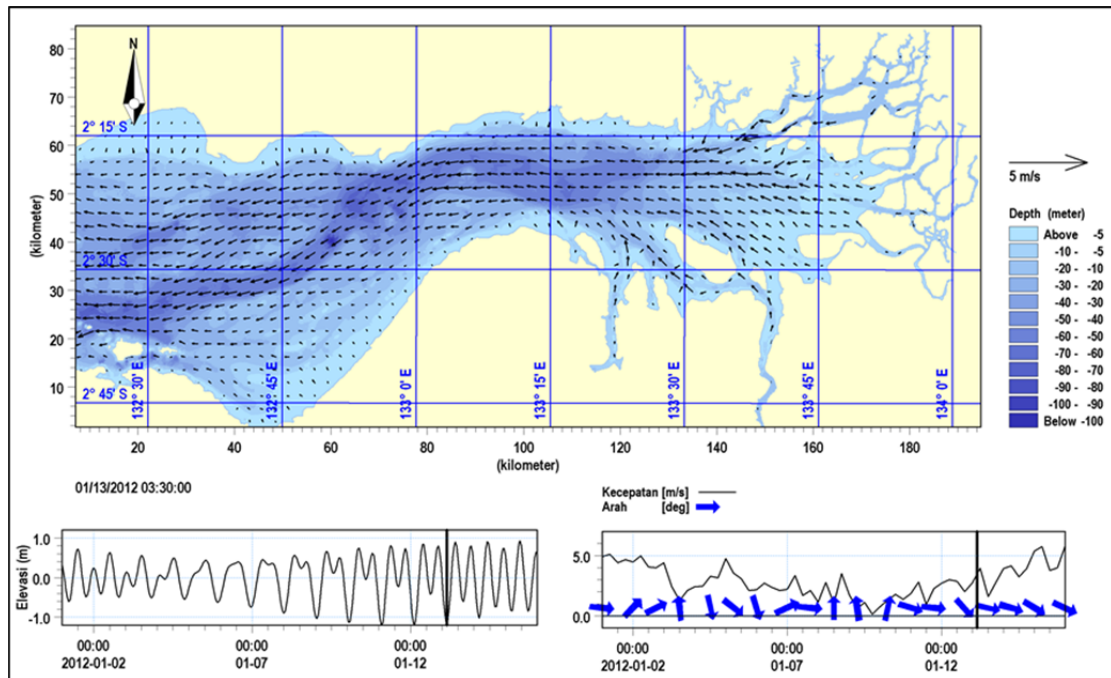 N
80
70
60
50
40
30
20
10
(kilometer)
2° 15' S
2° 30' S
2° 45' S
132° 30' E
132° 45' E
133° 0' E
133° 15' E
133° 30' E
133° 45' E
134° 0' E
20 40 60 80 100 120 140 160 180
(kilometer)
5 m/s
Depth (meter)
Above -5
-10 - -5
-20 - -10
-30 - -20
-40 - -30
-50 - -40
-60 - -50
-70 - -60
-80 - -70
-90 - -80
-100 - -90
Below -100
01/13/2012 03:30:00
Elevasi (m)
1.0
0.0
-1.0
00:00 00:00 00:00
2012-01-02 01-07 01-12
Kecepatan [m/s]
Arah [deg]
5.0
0.0
00:00 00:00 00:00
2012-01-02 01-07 01-12